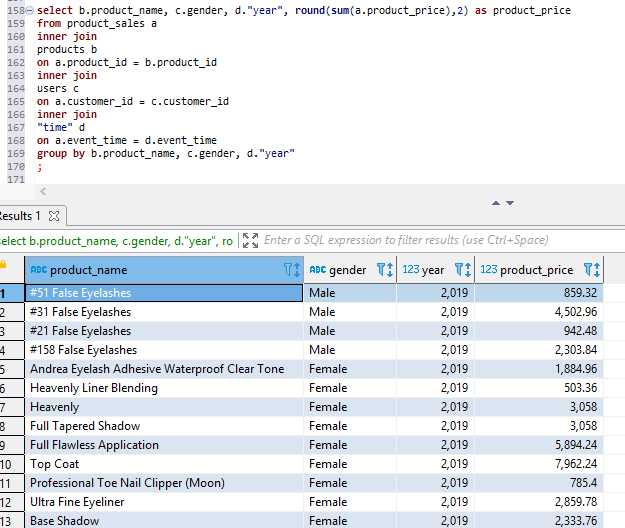 158 select b.product_name, c.gender, d."year", round(sum(a.product_price),2) as product_price
159 from product_sales a
160 inner join
161 products b
162 on a.product_id = b.product_id
163 inner join
164 users c
165 on a.customer_id = c.customer_id
166 inner join
167 "time" d
168 on a.event_time = d.event_time
169 group by b.product_name, c.gender, d."year"
170 ;
171
Results 1
select b.product_name, c.gender, d."year", ro Enter a SQL expression to filter results (use Ctrl+Space)
ABC product_name ABC gender 123 year 123 product_price
1 #51 False Eyelashes Male 2,019 859.32
2 #31 False Eyelashes Male 2,019 4,502.96
3 #21 False Eyelashes Male 2,019 942.48
4 #158 False Eyelashes Male 2,019 2,303.84
5 Andrea Eyelash Adhesive Waterproof Clear Tone Female 2,019 1,884.96
6 Heavenly Liner Blending Female 2,019 503.36
7 Heavenly Female 2,019 3,058
8 Full Tapered Shadow Female 2,019 3,058
9 Full Flawless Application Female 2,019 5,894.24
10 Top Coat Female 2,019 7,962.24
11 Professional Toe Nail Clipper (Moon) Female 2,019 785.4
12 Ultra Fine Eyeliner Female 2,019 2,859.78
13 Base Shadow Female 2,019 2,333.76